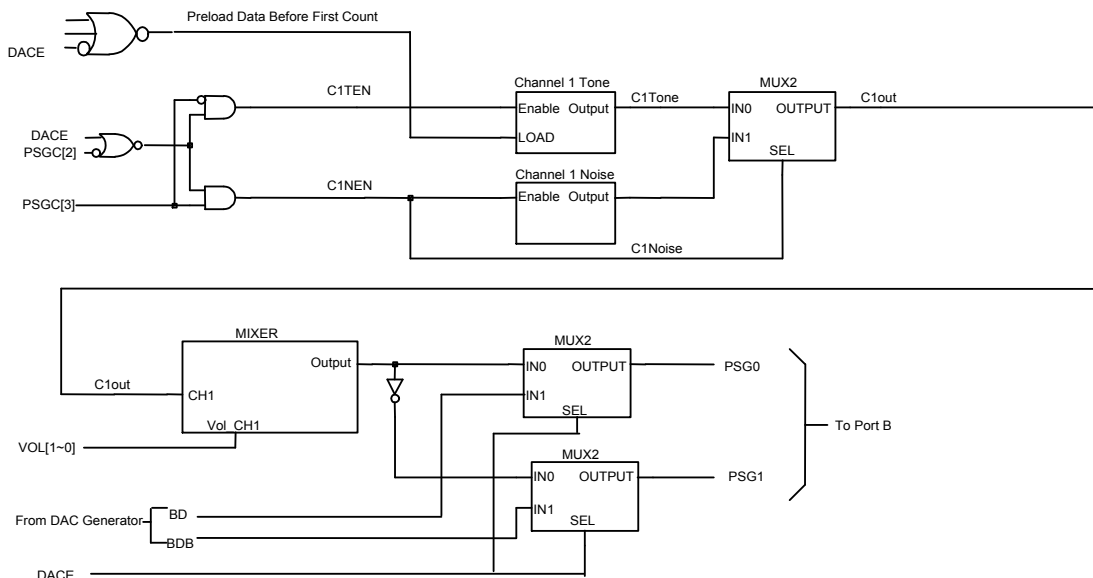 Preload Data Before First Count
DACE
C1TEN
Channel 1 Tone
Enable Output
LOAD
C1Tone
MUX2
IN0 OUTPUT
IN1
SEL
C1out
DACE
PSGC[2]
PSGC[3]
C1NEN
Channel 1 Noise
Enable Output
C1Noise
MIXER
Output
C1out
CH1
Vol_CH1
VOL[1~0]
MUX2
IN0 OUTPUT
IN1
SEL
PSG0
To Port B
MUX2
IN0 OUTPUT
IN1
SEL
PSG1
From DAC Generator
BD
BDB
DACE